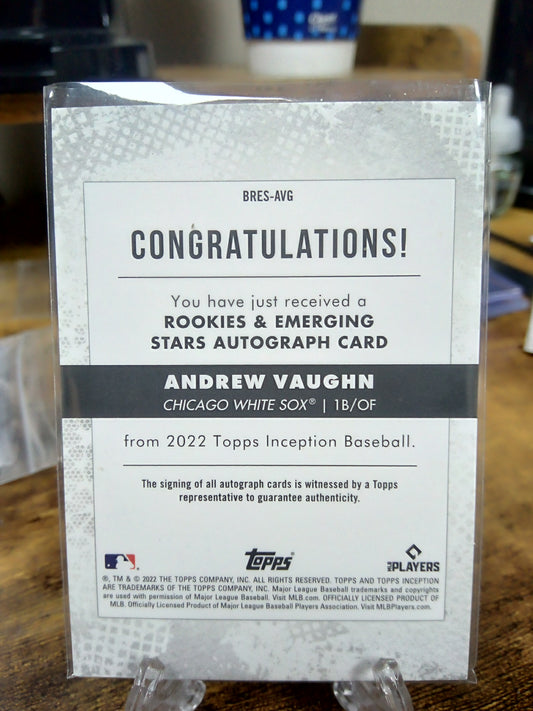 BRES-AVG
CONGRATULATIONS!
You have just received a
ROOKIES & EMERGING
STARS AUTOGRAPH CARD
ANDREW VAUGHN
CHICAGO WHITE SOX® | 1B/OF
from 2022 Topps Inception Baseball.
The signing of all autograph cards is witnessed by a Topps
representative to guarantee authenticity.
topps
MLB PLAYERS
®, TM & © 2022 THE TOPPS COMPANY, INC. ALL RIGHTS RESERVED. TOPPS AND TOPPS INCEPTION
ARE TRADEMARKS OF THE TOPPS COMPANY, INC. Major League Baseball trademarks and copyrights
are used with permission of Major League Baseball. Visit MLB.com. OFFICIALLY LICENSED PRODUCT OF
MLB. Officially Licensed Product of Major League Baseball Players Association. Visit MLBPlayers.com.